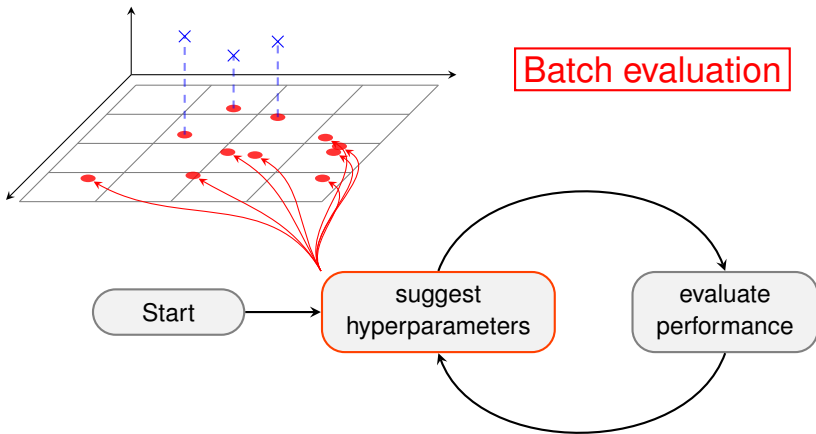 Batch evaluation
Start
suggest
hyperparameters
evaluate
performance